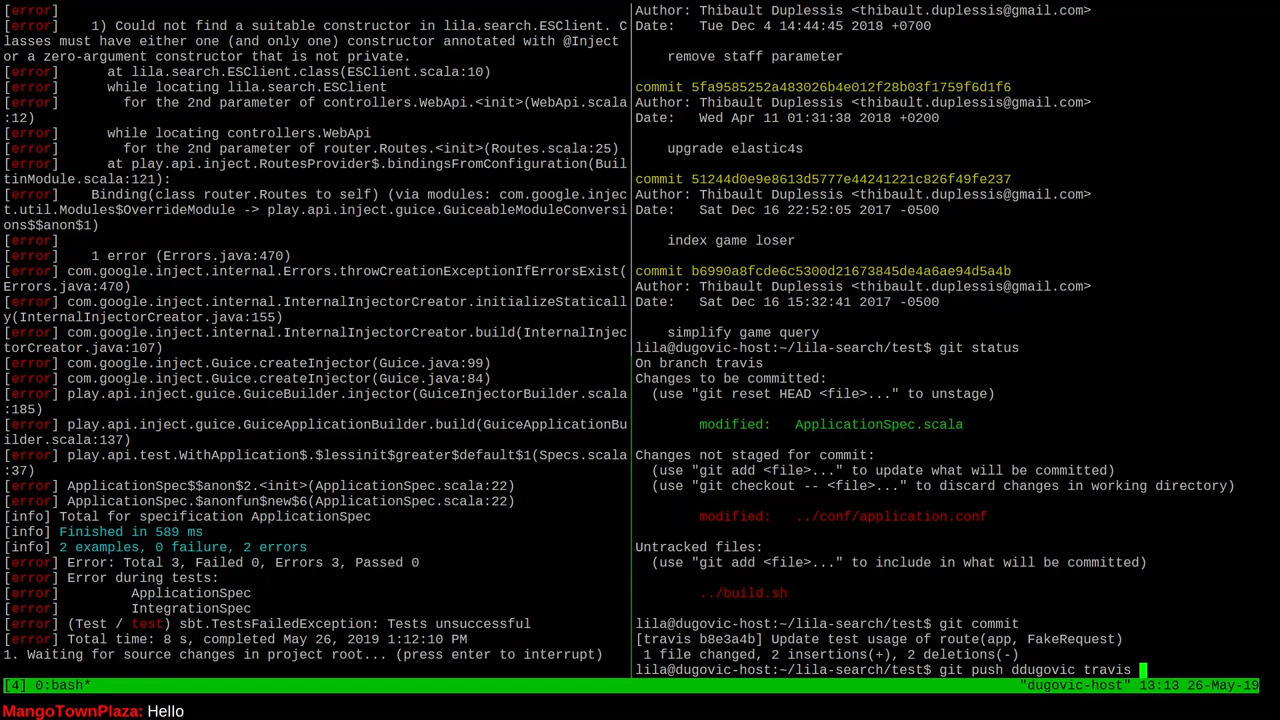 [error]
[error]    1) Could not find a suitable constructor in lila.search.ESClient. C
lasses must have either one (and only one) constructor annotated with @Inject
or a zero-argument constructor that is not private.
[error]      at lila.search.ESClient.class(ESClient.scala:10)
[error]      while locating lila.search.ESClient
[error]        for the 2nd parameter of controllers.WebApi.<init>(WebApi.scala
:12)
[error]      while locating controllers.WebApi
[error]        for the 2nd parameter of router.Routes.<init>(Routes.scala:25)
[error]      at play.api.inject.RoutesProvider$.bindingsFromConfiguration(Buil
tinModule.scala:121):
[error]    Binding(class router.Routes to self) (via modules: com.google.injec
t.util.Modules$OverrideModule -> play.api.inject.guice.GuiceableModuleConversi
ons$$anon$1)
[error]
[error]    1 error (Errors.java:470)
[error] com.google.inject.internal.Errors.throwCreationExceptionIfErrorsExist(
Errors.java:470)
[error] com.google.inject.internal.InternalInjectorCreator.initializeStaticall
y(InternalInjectorCreator.java:155)
[error] com.google.inject.internal.InternalInjectorCreator.build(InternalInjec
torCreator.java:107)
[error] com.google.inject.Guice.createInjector(Guice.java:99)
[error] com.google.inject.Guice.createInjector(Guice.java:84)
[error] play.api.inject.guice.GuiceBuilder.injector(GuiceInjectorBuilder.scala
:185)
[error] play.api.inject.guice.GuiceApplicationBuilder.build(GuiceApplicationBu
ilder.scala:137)
[error] play.api.test.WithApplication$.$lessinit$greater$default$1(Specs.scala
:37)
[error] ApplicationSpec$$anon$2.<init>(ApplicationSpec.scala:22)
[error] ApplicationSpec.$anonfun$new$6(ApplicationSpec.scala:22)
[info] Total for specification ApplicationSpec
[info] Finished in 589 ms
[info] 2 examples, 0 failure, 2 errors
[error] Error: Total 3, Failed 0, Errors 3, Passed 0
[error] Error during tests:
[error]         ApplicationSpec
[error]         IntegrationSpec
[error] (Test / test) sbt.TestsFailedException: Tests unsuccessful
[error] Total time: 8 s, completed May 26, 2019 1:12:10 PM
1. Waiting for source changes in project root... (press enter to interrupt)
Author: Thibault Duplessis <thibault.duplessis@gmail.com>
Date:   Tue Dec 4 14:44:45 2018 +0700
remove staff parameter
commit 5fa9585252a483026b4e012f28b03f1759f6d1f6
Author: Thibault Duplessis <thibault.duplessis@gmail.com>
Date:   Wed Apr 11 01:31:38 2018 +0200
upgrade elastic4s
commit 51244d0e9e8613d5777e44241221c826f49fe237
Author: Thibault Duplessis <thibault.duplessis@gmail.com>
Date:   Sat Dec 16 22:52:05 2017 -0500
index game loser
commit b6990a8fcde6c5300d21673845de4a6ae94d5a4b
Author: Thibault Duplessis <thibault.duplessis@gmail.com>
Date:   Sat Dec 16 15:32:41 2017 -0500
simplify game query
lila@dugovic-host:~/lila-search/test$ git status
On branch travis
Changes to be committed:
  (use "git reset HEAD <file>..." to unstage)
modified:   ApplicationSpec.scala
Changes not staged for commit:
  (use "git add <file>..." to update what will be committed)
  (use "git checkout -- <file>..." to discard changes in working directory)
modified:   ../conf/application.conf
Untracked files:
  (use "git add <file>..." to include in what will be committed)
../build.sh
lila@dugovic-host:~/lila-search/test$ git commit
[travis b8e3a4b] Update test usage of route(app, FakeRequest)
 1 file changed, 2 insertions(+), 2 deletions(-)
lila@dugovic-host:~/lila-search/test$ git push ddugovic travis
[4] 0:bash* "dugovic-host" 13:13 26-May-19
MangoTownPlaza: Hello